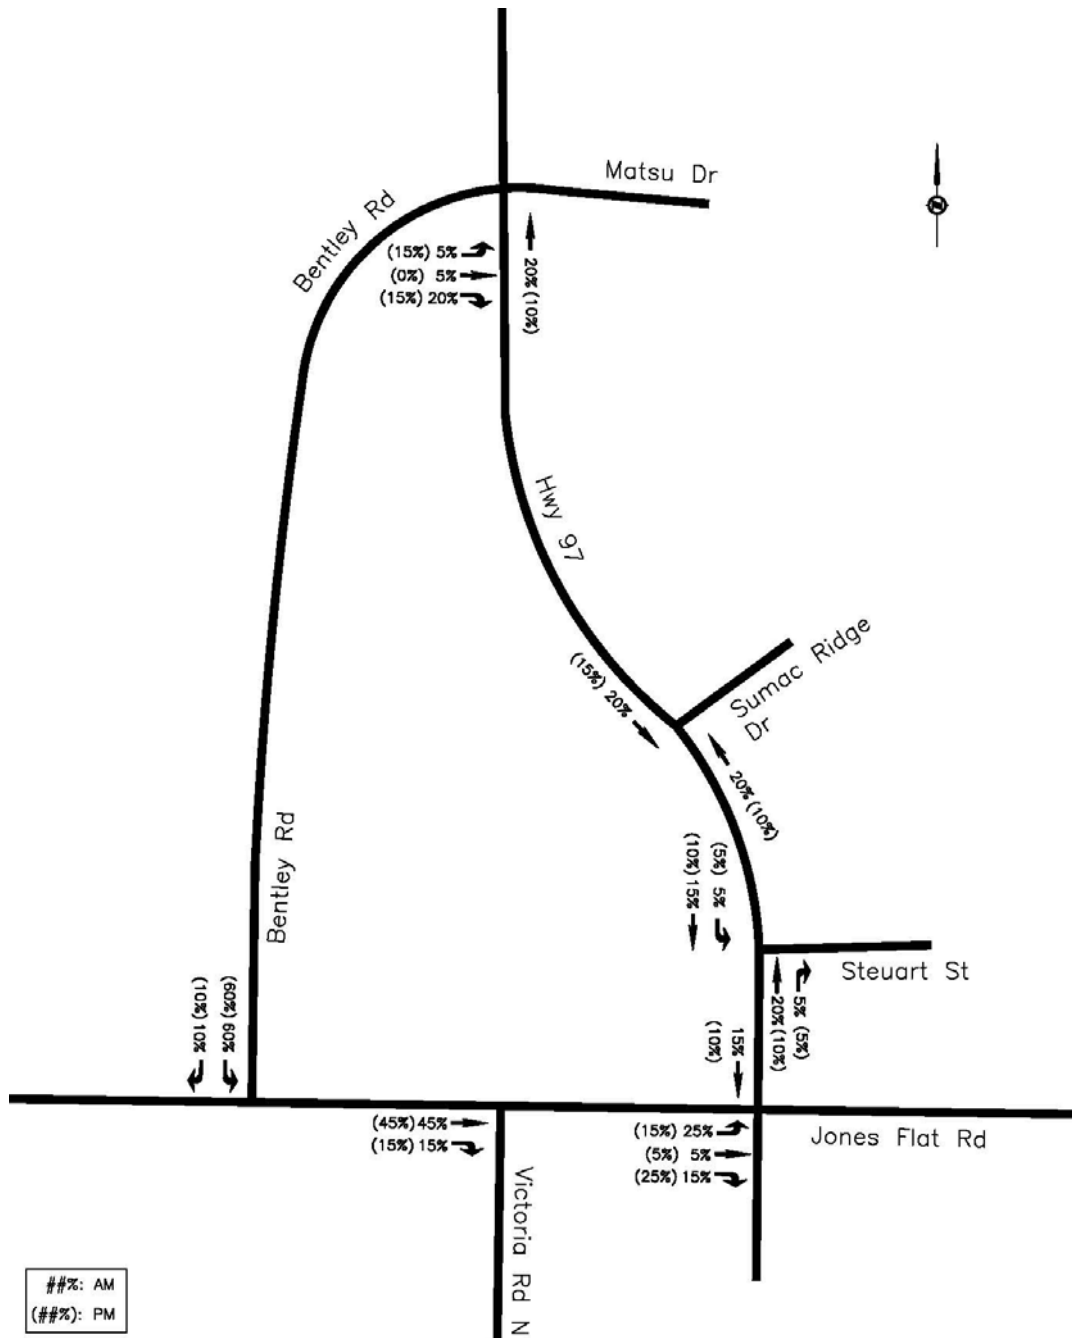 Matsu Dr
Bentley Rd
N
(15%) 5%
(0%) 5%
(15%) 20%
20% (10%)
Hwy 97
Sumac Ridge
Dr
(15%) 20%
20% (10%)
(5%) 5%
(10%) 15%
Bentley Rd
Steuart St
5% (5%)
20% (10%)
(60%) 60%
(10%) 10%
15%
(10%)
(45%) 45%
(15%) 15%
(15%) 25%
(5%) 5%
(25%) 15%
Jones Flat Rd
Victoria Rd N
##%: AM
(##%): PM